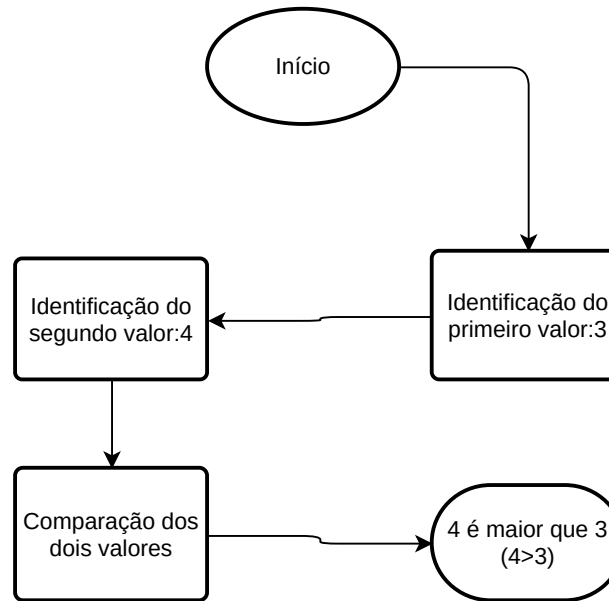 Início
Identificação do
primeiro valor:3
Identificação do
segundo valor:4
Comparação dos
dois valores
4 é maior que 3
(4>3)